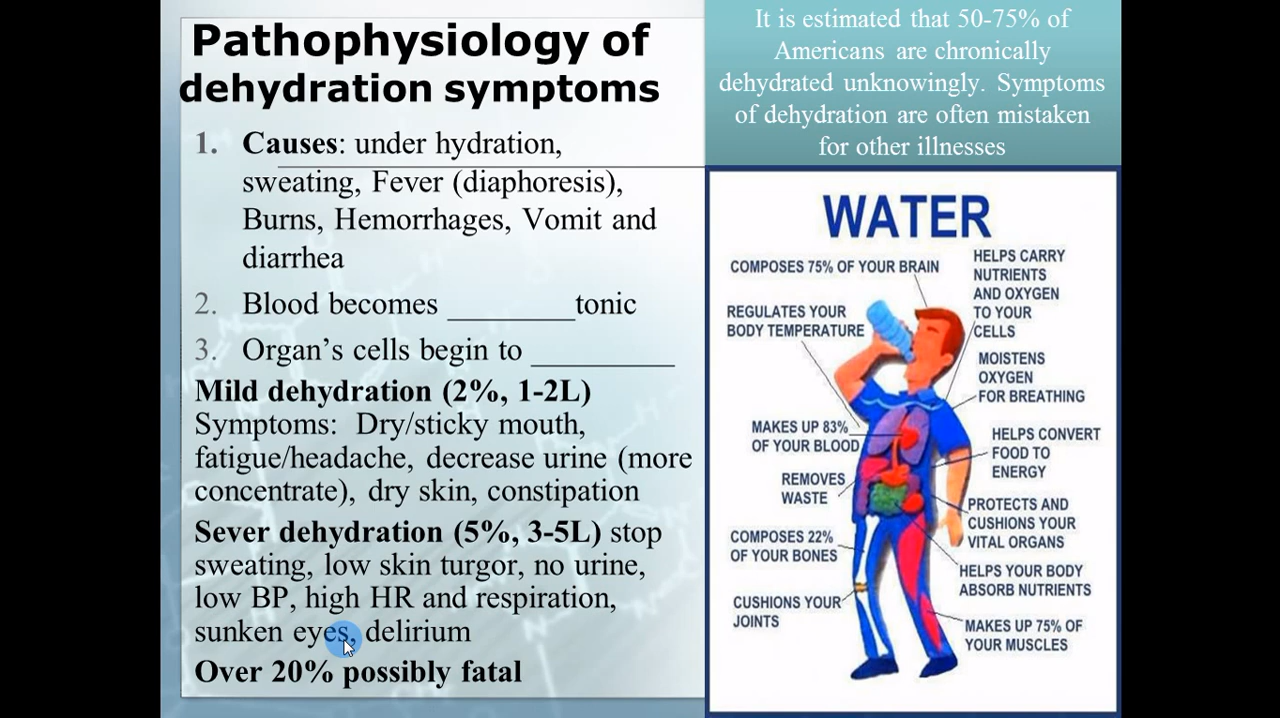 Pathophysiology of
dehydration symptoms
1. Causes: under hydration,
sweating, Fever (diaphoresis),
Burns, Hemorrhages, Vomit and
diarrhea
2. Blood becomes ________tonic
3. Organ's cells begin to _________
Mild dehydration (2%, 1-2L)
Symptoms: Dry/sticky mouth,
fatigue/headache, decrease urine (more
concentrate), dry skin, constipation
Sever dehydration (5%, 3-5L) stop
sweating, low skin turgor, no urine,
low BP, high HR and respiration,
sunken eyes, delirium
Over 20% possibly fatal
It is estimated that 50-75% of
Americans are chronically
dehydrated unknowingly. Symptoms
of dehydration are often mistaken
for other illnesses
WATER
COMPOSES 75% OF YOUR BRAIN
REGULATES YOUR
BODY TEMPERATURE
MAKES UP 83%
OF YOUR BLOOD
REMOVES
WASTE
COMPOSES 22%
OF YOUR BONES
CUSHIONS YOUR
JOINTS
HELPS CARRY
NUTRIENTS
AND OXYGEN
TO YOUR
CELLS
MOISTENS
OXYGEN
FOR BREATHING
HELPS CONVERT
FOOD TO
ENERGY
PROTECTS AND
CUSHIONS YOUR
VITAL ORGANS
HELPS YOUR BODY
ABSORB NUTRIENTS
MAKES UP 75% OF
YOUR MUSCLES